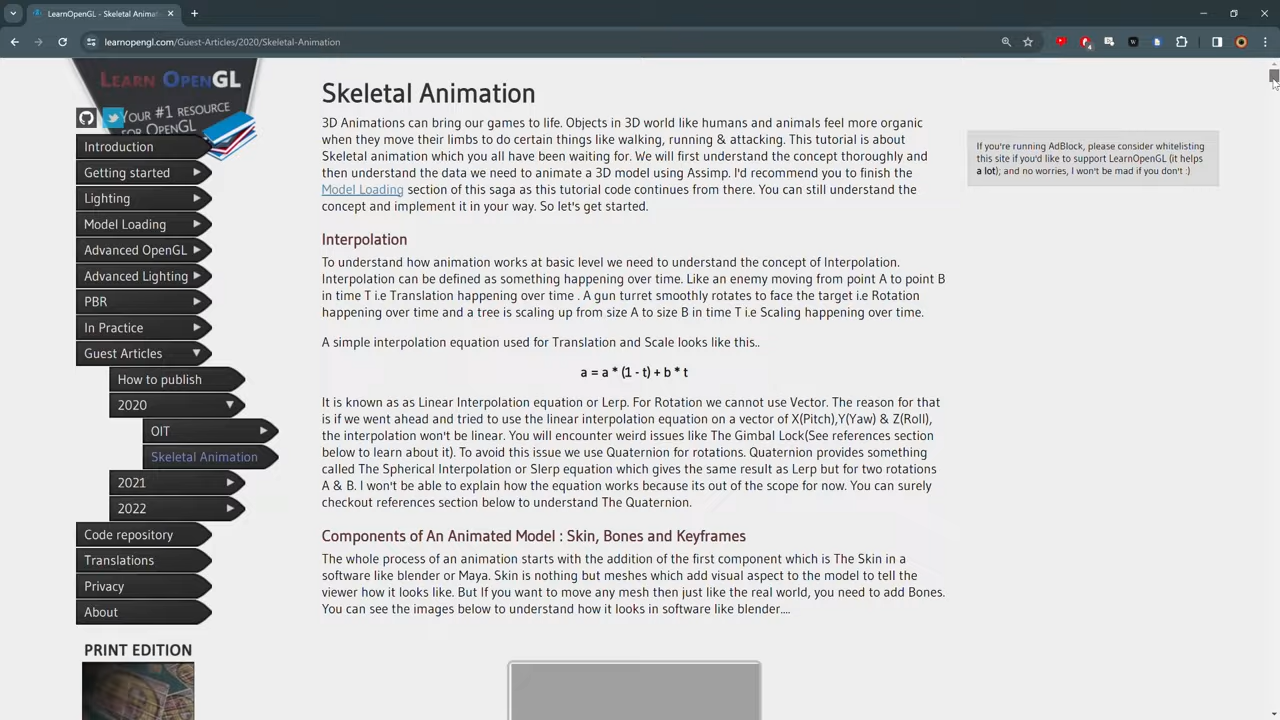 LearnOpenGL - Skeletal Animat
learnopengl.com/Guest-Articles/2020/Skeletal-Animation
LEARN OPENGL
YOUR #1 RESOURCE
FOR OPENGL
Introduction
Getting started
Lighting
Model Loading
Advanced OpenGL
Advanced Lighting
PBR
In Practice
Guest Articles
How to publish
2020
OIT
Skeletal Animation
2021
2022
Code repository
Translations
Privacy
About
PRINT EDITION
Skeletal Animation
3D Animations can bring our games to life. Objects in 3D world like humans and animals feel more organic
when they move their limbs to do certain things like walking, running & attacking. This tutorial is about
Skeletal animation which you all have been waiting for. We will first understand the concept thoroughly and
then understand the data we need to animate a 3D model using Assimp. I'd recommend you to finish the
Model Loading section of this saga as this tutorial code continues from there. You can still understand the
concept and implement it in your way. So let's get started.
Interpolation
To understand how animation works at basic level we need to understand the concept of Interpolation.
Interpolation can be defined as something happening over time. Like an enemy moving from point A to point B
in time T i.e Translation happening over time . A gun turret smoothly rotates to face the target i.e Rotation
happening over time and a tree is scaling up from size A to size B in time T i.e Scaling happening over time.
A simple interpolation equation used for Translation and Scale looks like this..
a = a * (1 - t) + b * t
It is known as as Linear Interpolation equation or Lerp. For Rotation we cannot use Vector. The reason for that
is if we went ahead and tried to use the linear interpolation equation on a vector of X(Pitch),Y(Yaw) & Z(Roll),
the interpolation won't be linear. You will encounter weird issues like The Gimbal Lock(See references section
below to learn about it). To avoid this issue we use Quaternion for rotations. Quaternion provides something
called The Spherical Interpolation or Slerp equation which gives the same result as Lerp but for two rotations
A & B. I won't be able to explain how the equation works because its out of the scope for now. You can surely
checkout references section below to understand The Quaternion.
Components of An Animated Model : Skin, Bones and Keyframes
The whole process of an animation starts with the addition of the first component which is The Skin in a
software like blender or Maya. Skin is nothing but meshes which add visual aspect to the model to tell the
viewer how it looks like. But If you want to move any mesh then just like the real world, you need to add Bones.
You can see the images below to understand how it looks in software like blender....
If you're running AdBlock, please consider whitelisting
this site if you'd like to support LearnOpenGL (it helps
a lot); and no worries, I won't be mad if you don't :)